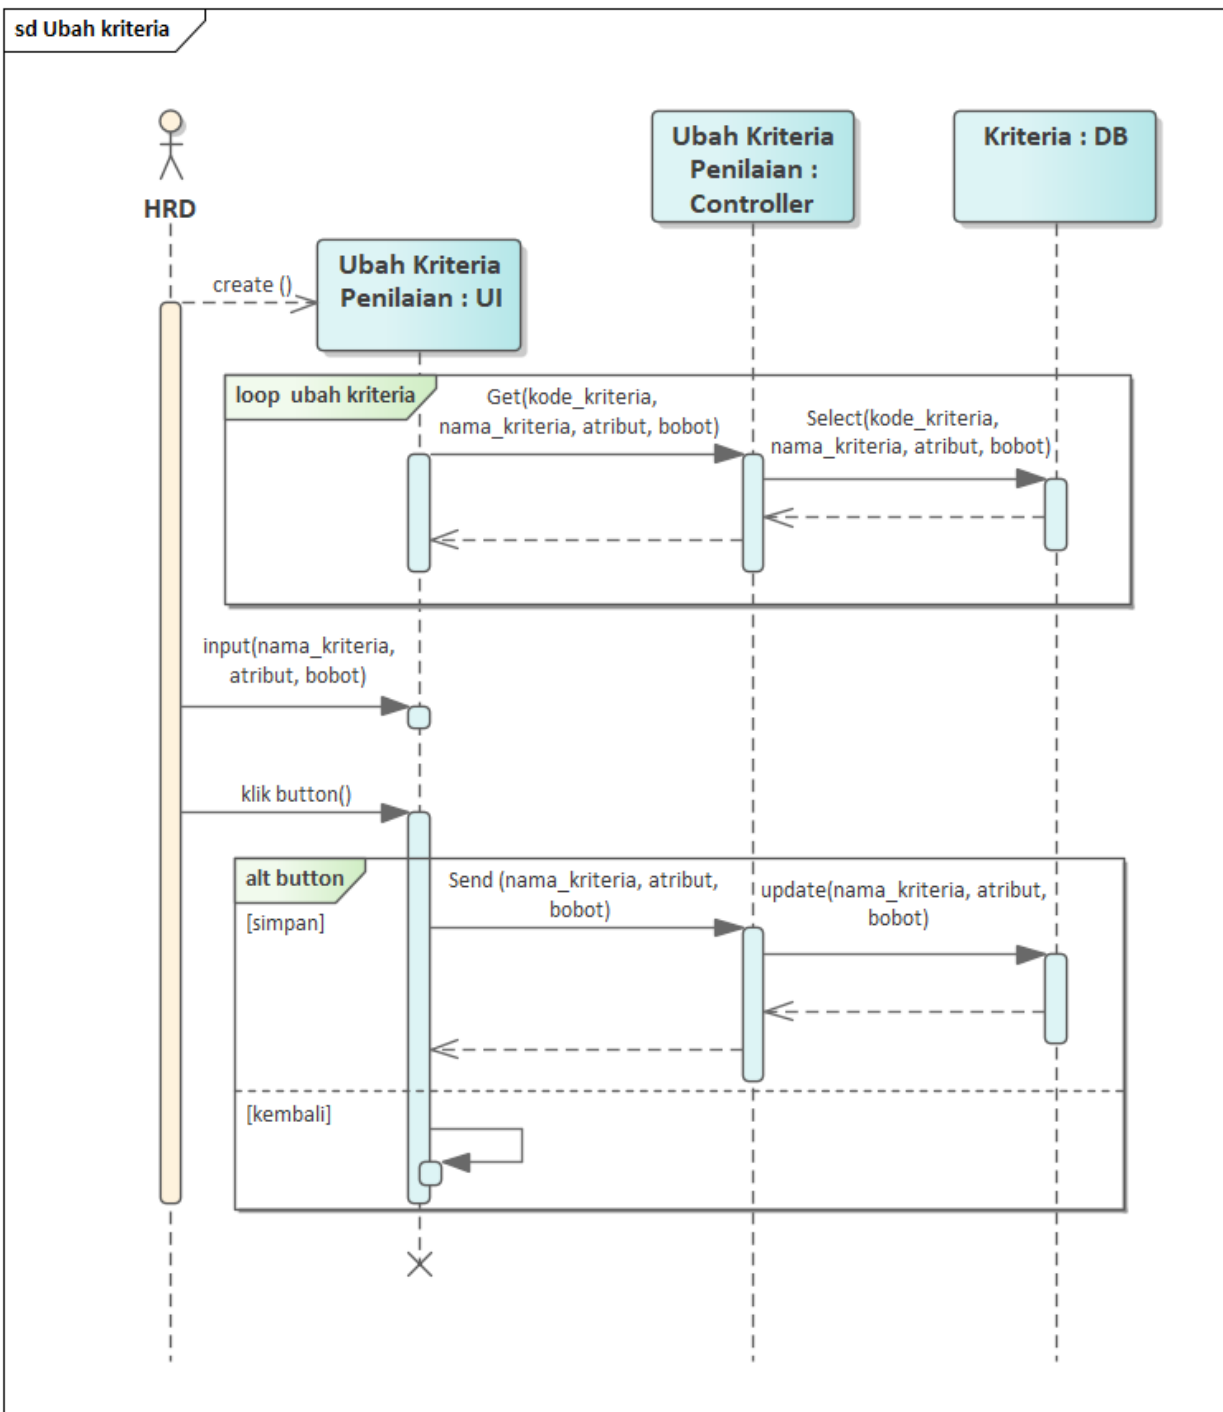 sd Ubah kriteria
HRD
Ubah Kriteria
Penilaian :
Controller
Kriteria : DB
Ubah Kriteria
Penilaian : UI
create ()
loop  ubah kriteria
Get(kode_kriteria,
nama_kriteria, atribut, bobot)
Select(kode_kriteria,
nama_kriteria, atribut, bobot)
input(nama_kriteria,
atribut, bobot)
klik button()
alt button
[simpan]
Send (nama_kriteria, atribut,
bobot)
update(nama_kriteria, atribut,
bobot)
[kembali]